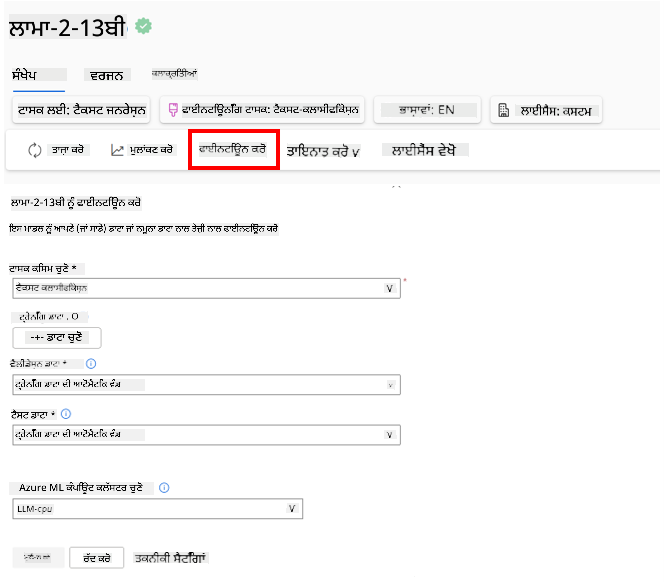 ਲਾਮਾ-2-13ਬੀ
ਸੰਖੇਪ ਵਰਜਨ ਕਲਾਕ੍ਰਿਤੀਆਂ
ਟਾਸਕ ਲਈ: ਟੈਕਸਟ ਜਨਰੇਸ਼ਨ ਫਾਈਨਟਿਊਨਿੰਗ ਟਾਸਕ: ਟੈਕਸਟ-ਕਲਾਸੀਫਿਕੇਸ਼ਨ ਭਾਸ਼ਾਵਾਂ: EN ਲਾਈਸੈਂਸ: ਕਸਟਮ
ਤਾਜ਼ਾ ਕਰੋ ਮੁਲਾਂਕਣ ਕਰੋ ਫਾਈਨਟਿਊਨ ਕਰੋ ਤਾਇਨਾਤ ਕਰੋ v ਲਾਈਸੈਂਸ ਵੇਖੋ
ਲਾਮਾ-2-13ਬੀ ਨੂੰ ਫਾਈਨਟਿਊਨ ਕਰੋ
ਇਸ ਮਾਡਲ ਨੂੰ ਆਪਣੇ (ਜਾਂ ਸਾਡੇ) ਡਾਟਾ ਜਾਂ ਨਮੂਨਾ ਡਾਟਾ ਨਾਲ ਤੇਜ਼ੀ ਨਾਲ ਫਾਈਨਟਿਊਨ ਕਰੋ
ਟਾਸਕ ਕਿਸਮ ਚੁਣੋ *
ਟੈਕਸਟ ਕਲਾਸੀਫਿਕੇਸ਼ਨ V
ਟ੍ਰੇਨਿੰਗ ਡਾਟਾ . O
-+- ਡਾਟਾ ਚੁਣੋ
ਵੈਲੀਡੇਸ਼ਨ ਡਾਟਾ *
ਟ੍ਰੇਨਿੰਗ ਡਾਟਾ ਦੀ ਆਟੋਮੈਟਿਕ ਵੰਡ v
ਟੈਸਟ ਡਾਟਾ *
ਟ੍ਰੇਨਿੰਗ ਡਾਟਾ ਦੀ ਆਟੋਮੈਟਿਕ ਵੰਡ V
Azure ML ਕੰਪਿਊਟ ਕਲੱਸਟਰ ਚੁਣੋ
LLM-cpu V
ਰੱਦ ਕਰੋ ਤਕਨੀਕੀ ਸੈਟਿੰਗਾਂ